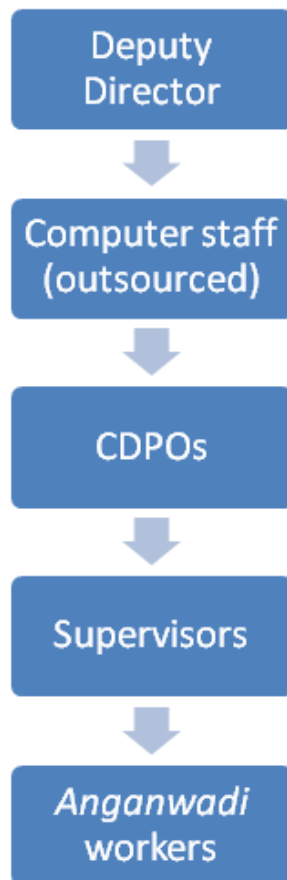 Deputy
Director
Computer staff
(outsourced)
CDPOs
Supervisors
Anganwadi
workers